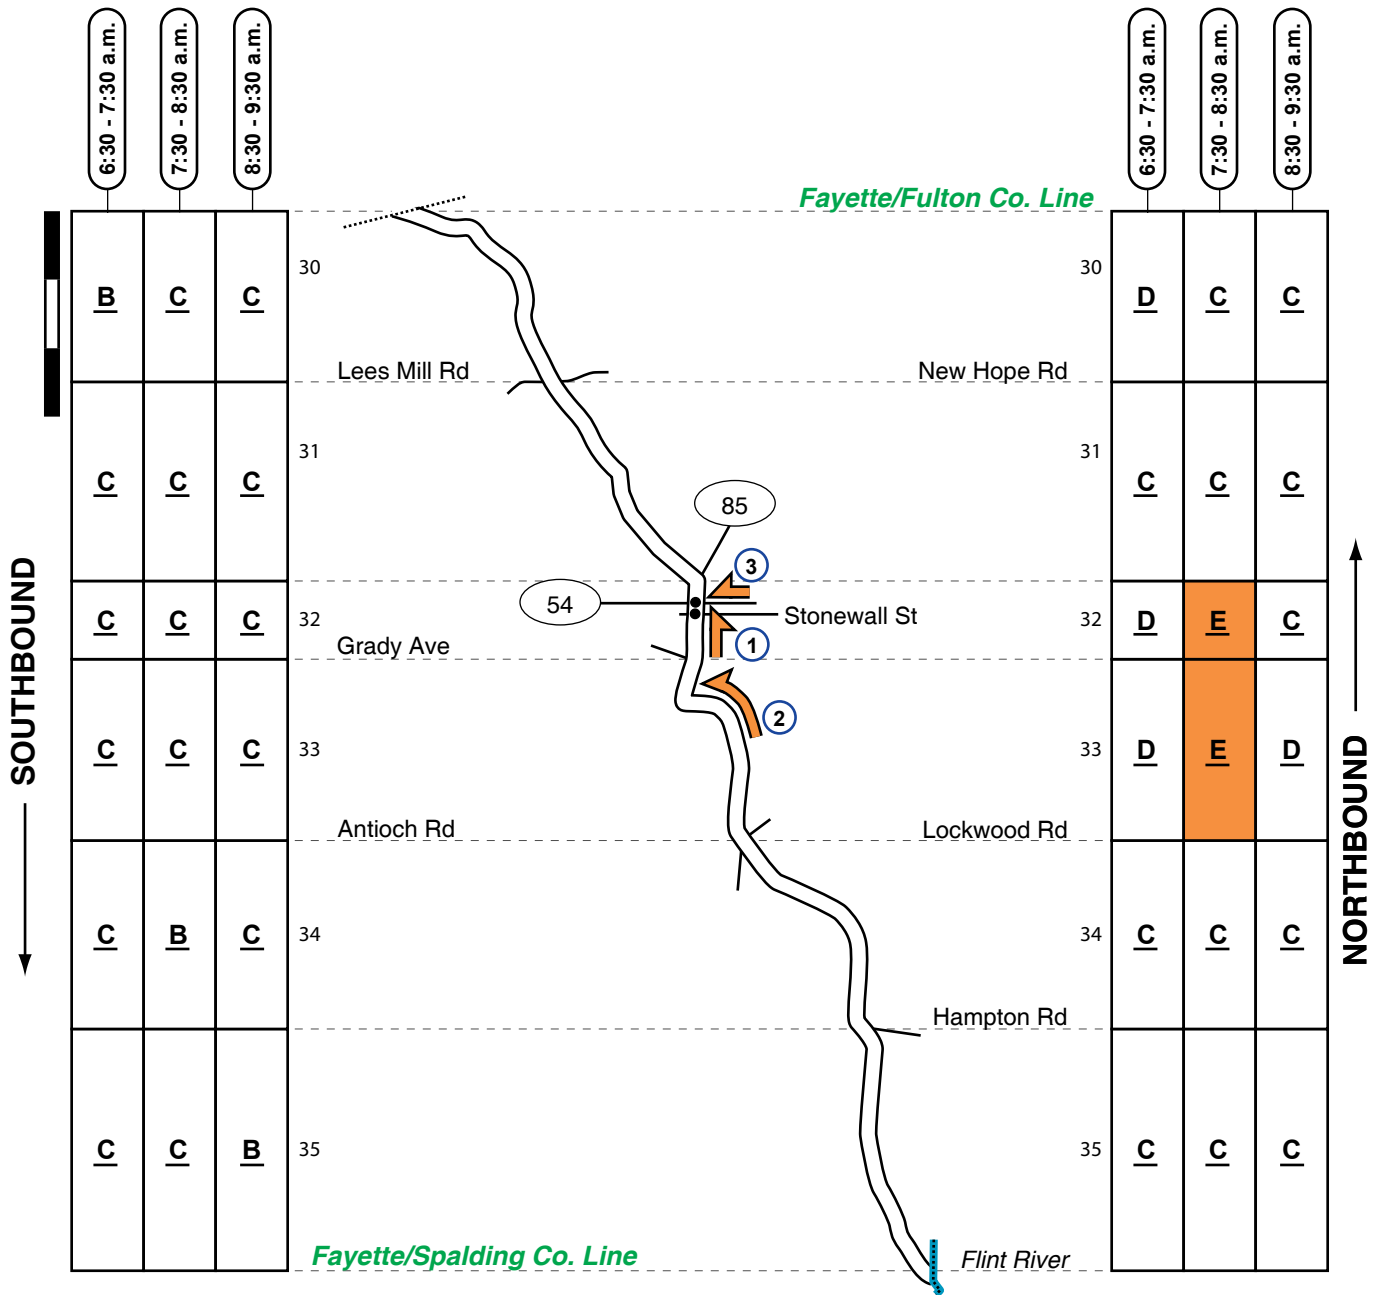 6:30 - 7:30 a.m.
7:30 - 8:30 a.m.
8:30 - 9:30 a.m.
6:30 - 7:30 a.m.
7:30 - 8:30 a.m.
8:30 - 9:30 a.m.
Fayette/Fulton Co. Line
B C C 30 30 D C C
Lees Mill Rd New Hope Rd
C C C 31 31 C C C
85
3
54
C C C 32 Stonewall St 32 D E C
Grady Ave 1
2
C C C 33 33 D E D
Antioch Rd Lockwood Rd
C B C 34 34 C C C
Hampton Rd
C C B 35 35 C C C
Fayette/Spalding Co. Line Flint River
SOUTHBOUND
NORTHBOUND